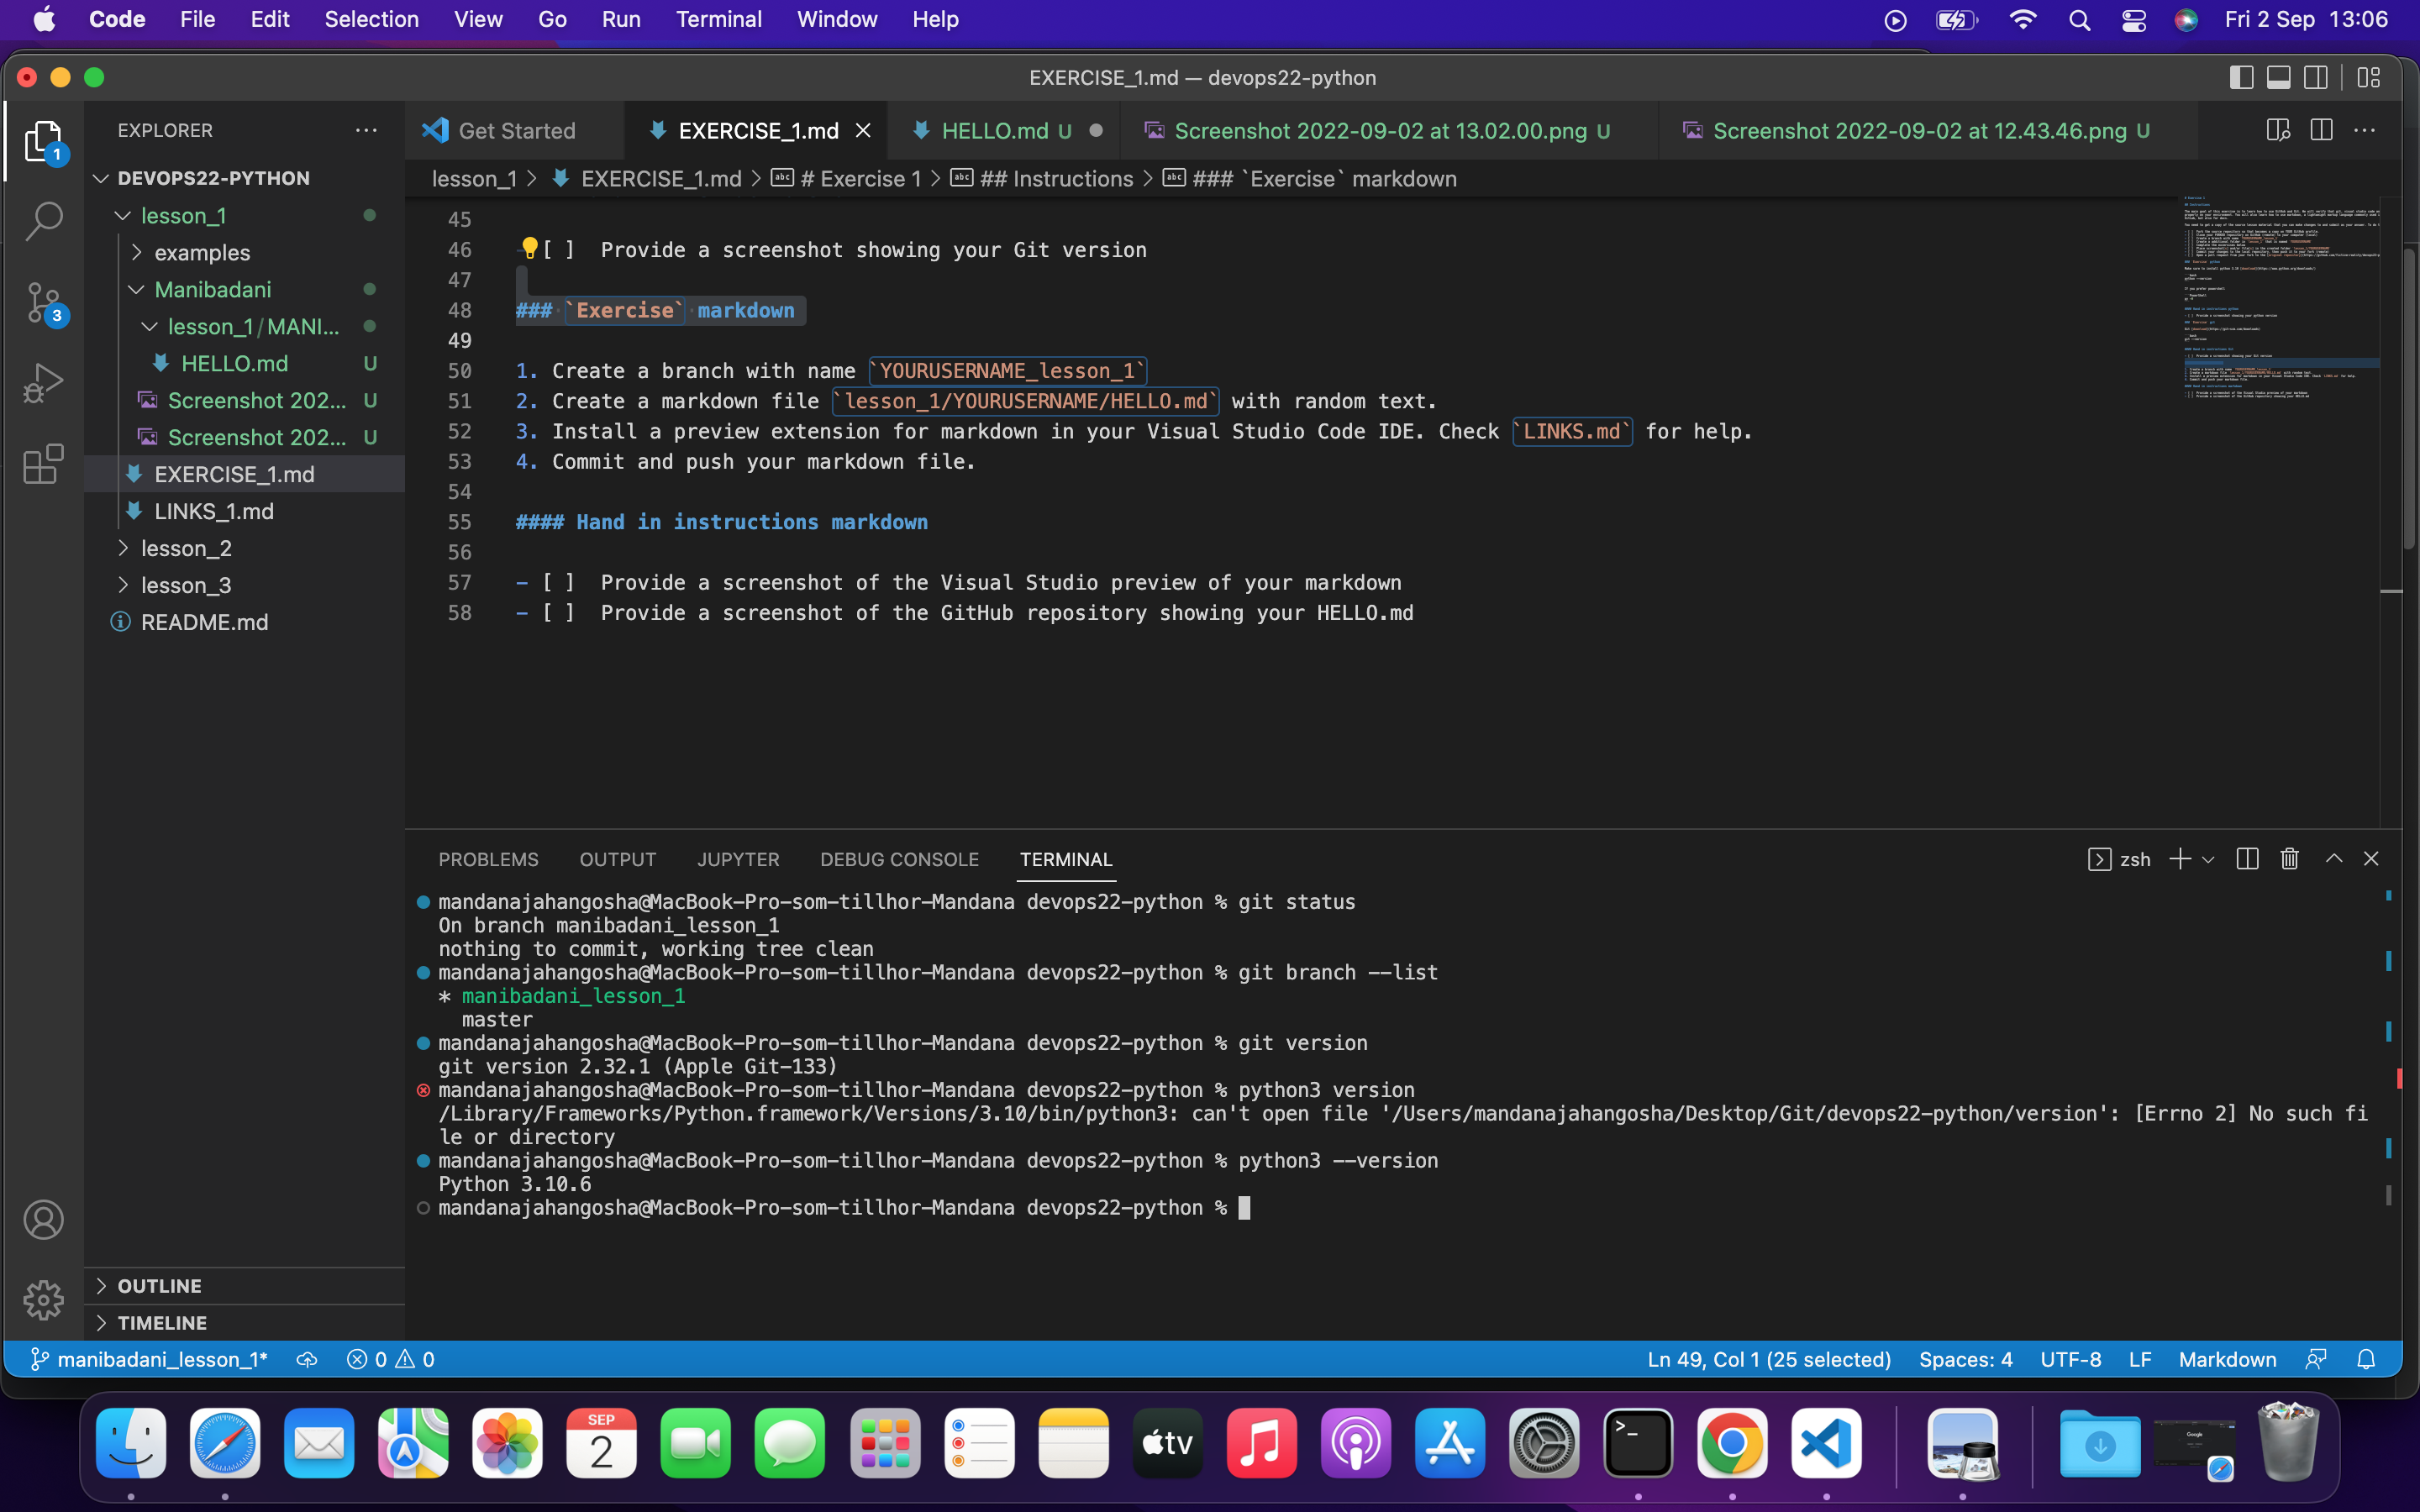 Code File Edit Selection View Go Run Terminal Window Help Fri 2 Sep 13:06
EXERCISE_1.md — devops22-python
EXPLORER
Get Started
EXERCISE_1.md
HELLO.md U
Screenshot 2022-09-02 at 13.02.00.png U
Screenshot 2022-09-02 at 12.43.46.png U
1
3
DEVOPS22-PYTHON
lesson_1
examples
Manibadani
lesson_1/MANI...
HELLO.md U
Screenshot 202... U
Screenshot 202... U
EXERCISE_1.md
LINKS_1.md
lesson_2
lesson_3
README.md
OUTLINE
TIMELINE
lesson_1 > EXERCISE_1.md > # Exercise 1 > ## Instructions > ### `Exercise` markdown
45
46 [ ]  Provide a screenshot showing your Git version
47
48 ### `Exercise` markdown
49
50 1. Create a branch with name `YOURUSERNAME_lesson_1`
51 2. Create a markdown file `lesson_1/YOURUSERNAME/HELLO.md` with random text.
52 3. Install a preview extension for markdown in your Visual Studio Code IDE. Check `LINKS.md` for help.
53 4. Commit and push your markdown file.
54
55 #### Hand in instructions markdown
56
57 - [ ]  Provide a screenshot of the Visual Studio preview of your markdown
58 - [ ]  Provide a screenshot of the GitHub repository showing your HELLO.md
PROBLEMS OUTPUT JUPYTER DEBUG CONSOLE TERMINAL zsh
mandanajahangosha@MacBook-Pro-som-tillhor-Mandana devops22-python % git status
On branch manibadani_lesson_1
nothing to commit, working tree clean
mandanajahangosha@MacBook-Pro-som-tillhor-Mandana devops22-python % git branch --list
* manibadani_lesson_1
master
mandanajahangosha@MacBook-Pro-som-tillhor-Mandana devops22-python % git version
git version 2.32.1 (Apple Git-133)
mandanajahangosha@MacBook-Pro-som-tillhor-Mandana devops22-python % python3 version
/Library/Frameworks/Python.framework/Versions/3.10/bin/python3: can't open file '/Users/mandanajahangosha/Desktop/Git/devops22-python/version': [Errno 2] No such fi
le or directory
mandanajahangosha@MacBook-Pro-som-tillhor-Mandana devops22-python % python3 --version
Python 3.10.6
mandanajahangosha@MacBook-Pro-som-tillhor-Mandana devops22-python %
manibadani_lesson_1* 0 0 Ln 49, Col 1 (25 selected) Spaces: 4 UTF-8 LF Markdown
SEP
2
tv
Google